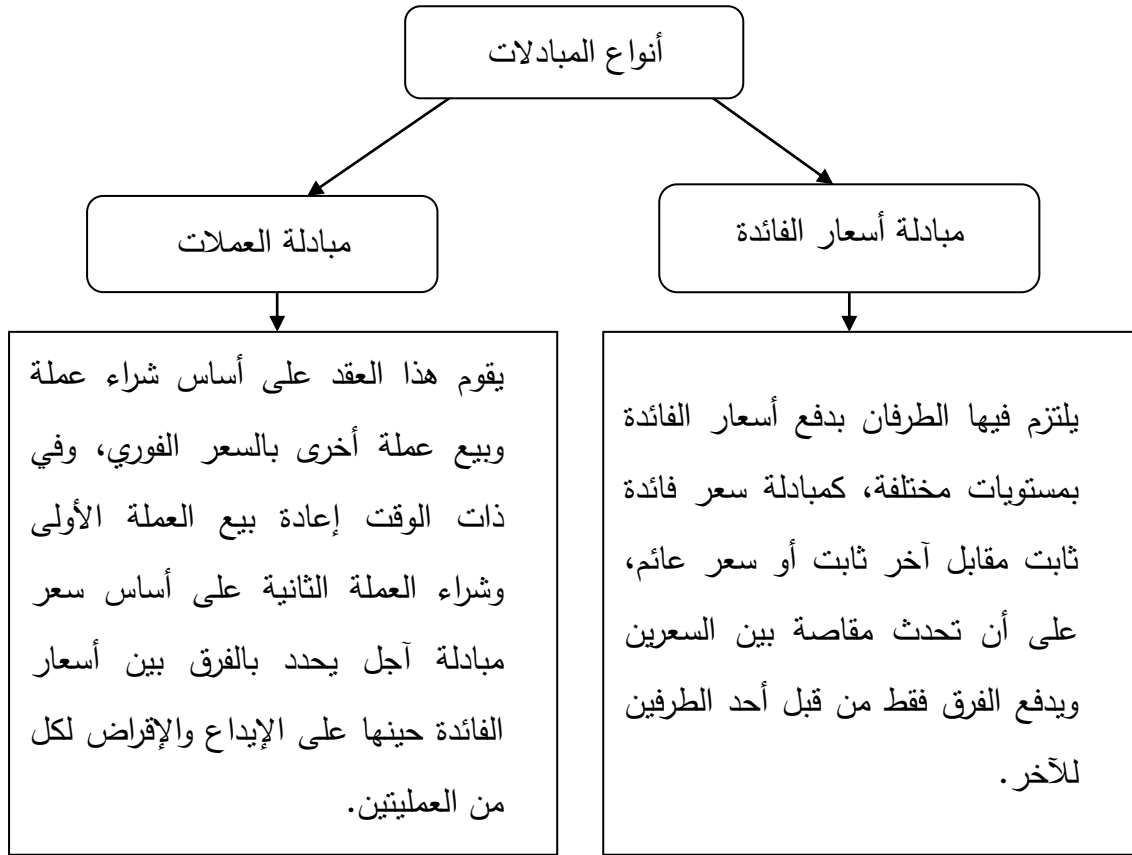 أنواع المبادلات
مبادلة أسعار الفائدة
يلتزم فيها الطرفان بدفع أسعار الفائدة
بمستويات مختلفة، كمبادلة سعر فائدة
ثابت مقابل آخر ثابت أو سعر عائم،
على أن تحدث مقاصة بين السعرين
ويدفع الفرق فقط من قبل أحد الطرفين
للآخر.
مبادلة العملات
يقوم هذا العقد على أساس شراء عملة
وبيع عملة أخرى بالسعر الفوري، وفي
ذات الوقت إعادة بيع العملة الأولى
وشراء العملة الثانية على أساس سعر
مبادلة آجل يحدد بالفرق بين أسعار
الفائدة حينها على الإيداع والإقراض لكل
من العمليتين.